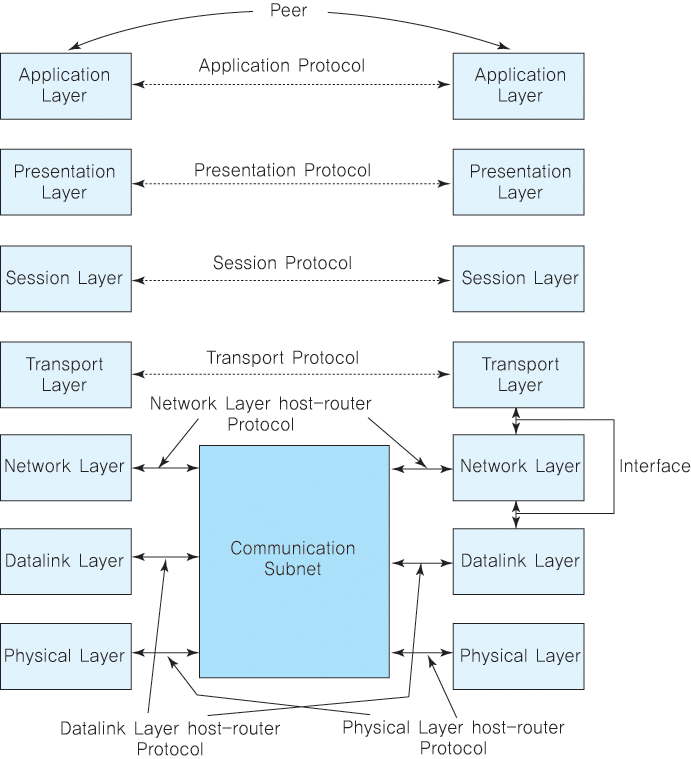 Peer
Application
Layer
Application Protocol
Application
Layer
Presentation
Layer
Presentation Protocol
Presentation
Layer
Session Layer
Session Protocol
Session Layer
Transport
Layer
Transport Protocol
Transport
Layer
Network Layer host-router
Protocol
Network Layer
Network Layer
Interface
Communication
Subnet
Datalink Layer
Datalink Layer
Physical Layer
Physical Layer
Datalink Layer host-router
Protocol
Physical Layer host-router
Protocol